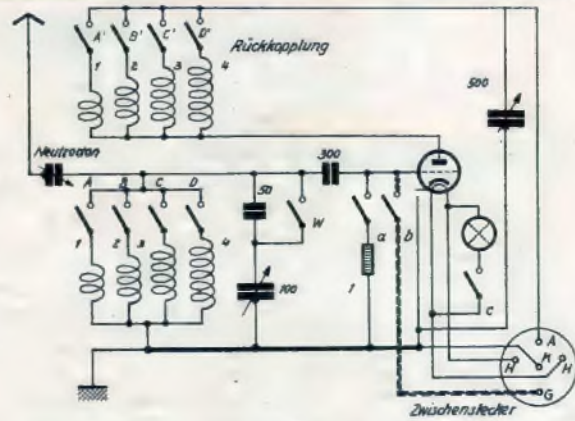 A' B' C' D'
Rückkopplung
1 2 3 4
500
Neutrodon
300
A B C D
50
W
1 2 3 4
a b
100
1
c
A
H K H
G
Zwischenstecker